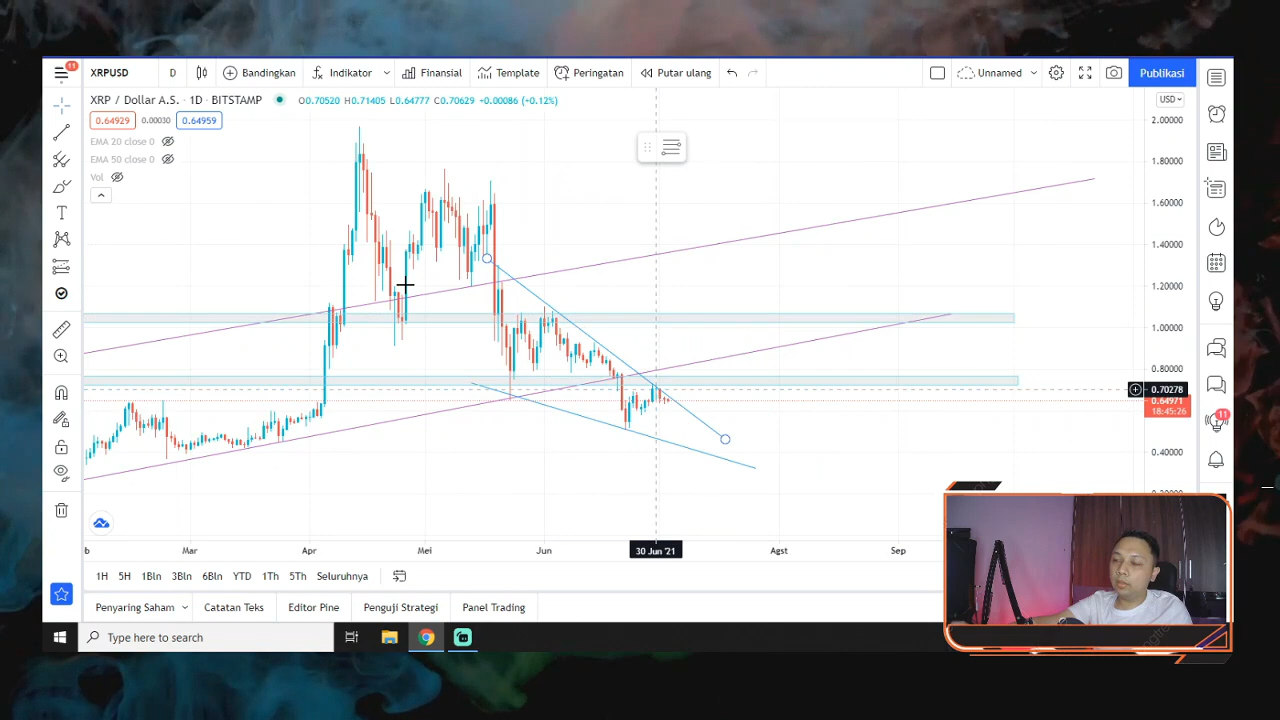 11
XRPUSD D Bandingkan Indikator Finansial Template Peringatan Putar ulang Unnamed Publikasi
XRP / Dollar A.S. · 1D · BITSTAMP O0.70520 H0.71405 L0.64777 C0.70629 +0.00086 (+0.12%)
USD
0.64929 0.00030 0.64959
EMA 20 close 0
EMA 50 close 0
Vol
2.00000
1.80000
1.60000
1.40000
1.20000
1.00000
0.80000
0.70278
0.64971
18:45:26
11
0.40000
b Mar Apr Mei Jun 30 Jun '21 Agst Sep
1H 5H 1Bln 3Bln 6Bln YTD 1Th 5Th Seluruhnya
Penyaring Saham Catatan Teks Editor Pine Penguji Strategi Panel Trading
Type here to search